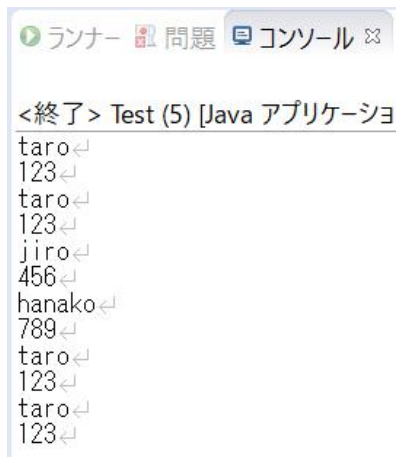 ランナー 問題 コンソール
<終了> Test (5) [Java アプリケーショ
taro
123
taro
123
jiro
456
hanako
789
taro
123
taro
123